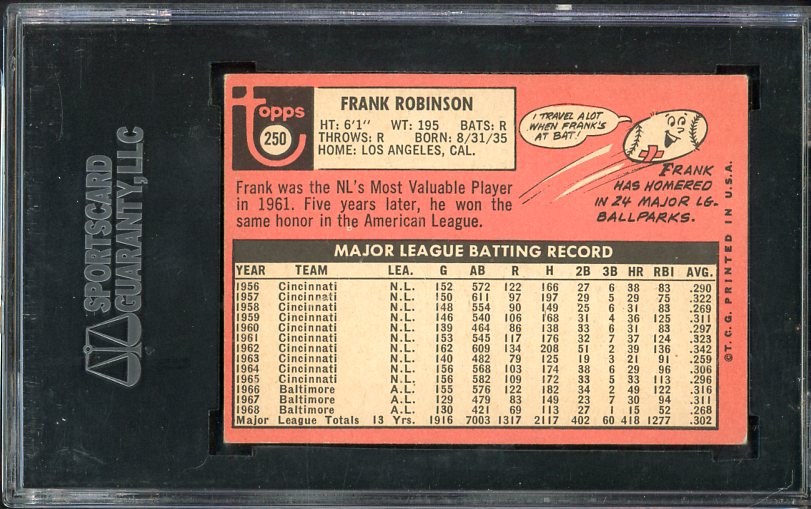 SPORTSCARD
GUARANTY, LLC
topps
250
FRANK ROBINSON
HT: 6'1" WT: 195 BATS: R
THROWS: R BORN: 8/31/35
HOME: LOS ANGELES, CAL.
I TRAVEL A LOT
WHEN FRANK'S
AT BAT!
FRANK
HAS HOMERED
IN 24 MAJOR LG.
BALLPARKS.
Frank was the NL's Most Valuable Player
in 1961. Five years later, he won the
same honor in the American League.
MAJOR LEAGUE BATTING RECORD
YEAR TEAM LEA. G AB R H 2B 3B HR RBI AVG.
1956 Cincinnati N.L. 152 572 122 166 27 6 38 83 .290
1957 Cincinnati N.L. 150 611 97 197 29 5 29 75 .322
1958 Cincinnati N.L. 148 554 90 149 25 6 31 83 .269
1959 Cincinnati N.L. 146 540 106 168 31 4 36 125 .311
1960 Cincinnati N.L. 139 464 86 138 33 6 31 83 .297
1961 Cincinnati N.L. 153 545 117 176 32 7 37 124 .323
1962 Cincinnati N.L. 162 609 134 208 51 2 39 136 .342
1963 Cincinnati N.L. 140 482 79 125 19 3 21 91 .259
1964 Cincinnati N.L. 156 568 103 174 38 6 29 96 .306
1965 Cincinnati N.L. 156 582 109 172 33 5 33 113 .296
1966 Baltimore A.L. 155 576 122 182 34 2 49 122 .316
1967 Baltimore A.L. 129 479 83 149 23 7 30 94 .311
1968 Baltimore A.L. 130 421 69 113 27 1 15 52 .268
Major League Totals 13 Yrs. 1916 7003 1317 2117 402 60 418 1277 .302
©T.C.G. PRINTED IN U.S.A.